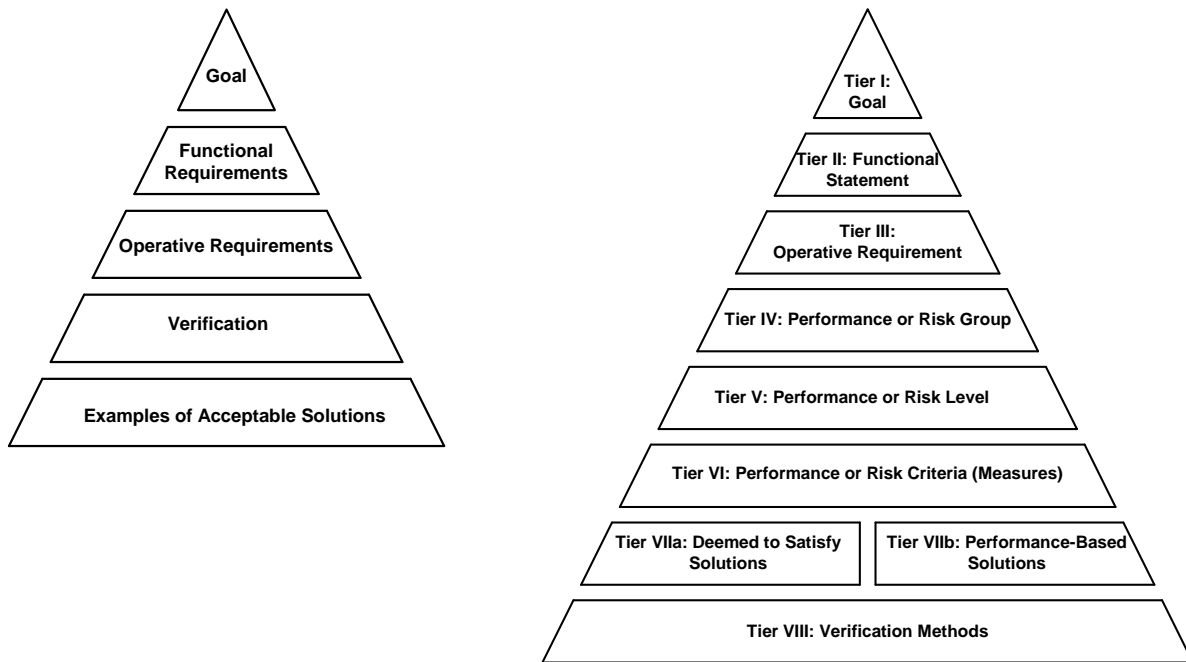 Goal
Functional
Requirements
Operative Requirements
Verification
Examples of Acceptable Solutions
Tier I:
Goal
Tier II: Functional
Statement
Tier III:
Operative Requirement
Tier IV: Performance or Risk Group
Tier V: Performance or Risk Level
Tier VI: Performance or Risk Criteria (Measures)
Tier VIIa: Deemed to Satisfy
Solutions
Tier VIIb: Performance-Based
Solutions
Tier VIII: Verification Methods